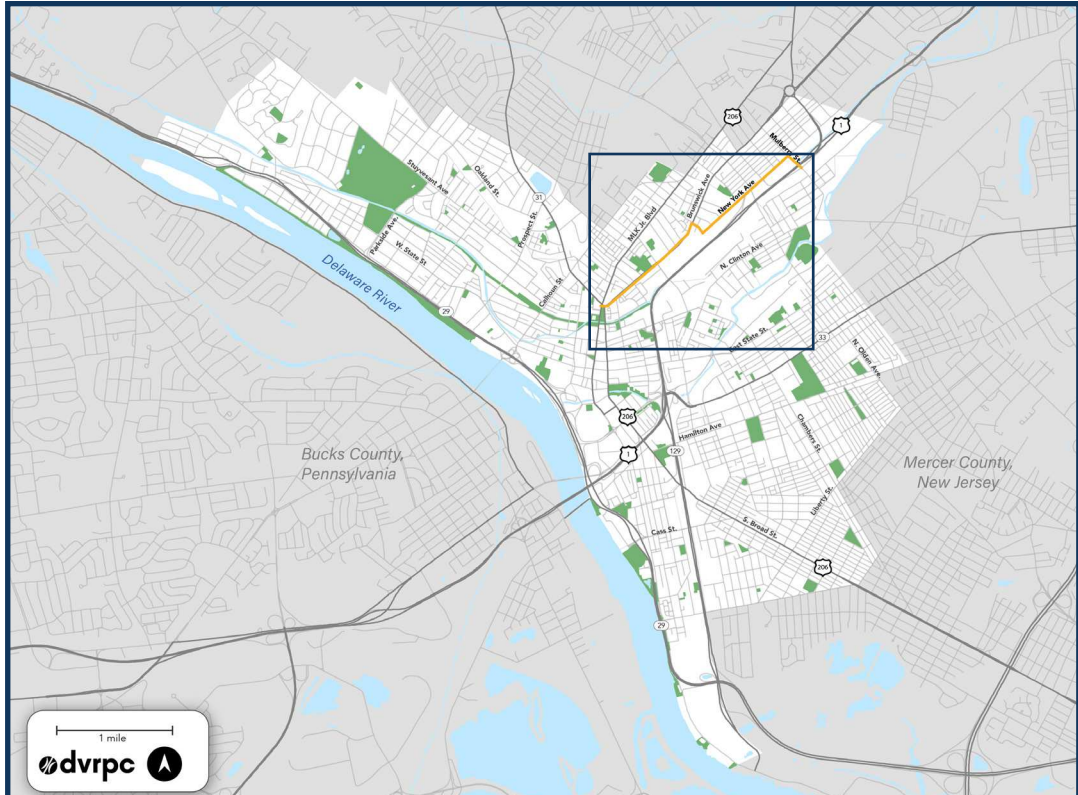 206
1
Mulberry St.
Stuyvesant Ave
Oakland St.
31
Prospect St.
MLK Jr. Blvd
Brunswick Ave
New York Ave
Parkside Ave.
W. State St
N. Clinton Ave
Delaware River
Calhoun St
29
East State St.
33
N. Olden Ave.
206
Hamilton Ave
Chambers St.
1
129
Bucks County,
Pennsylvania
Mercer County,
New Jersey
Liberty St.
S. Broad St.
Cass St.
206
29
1 mile
dvrpc